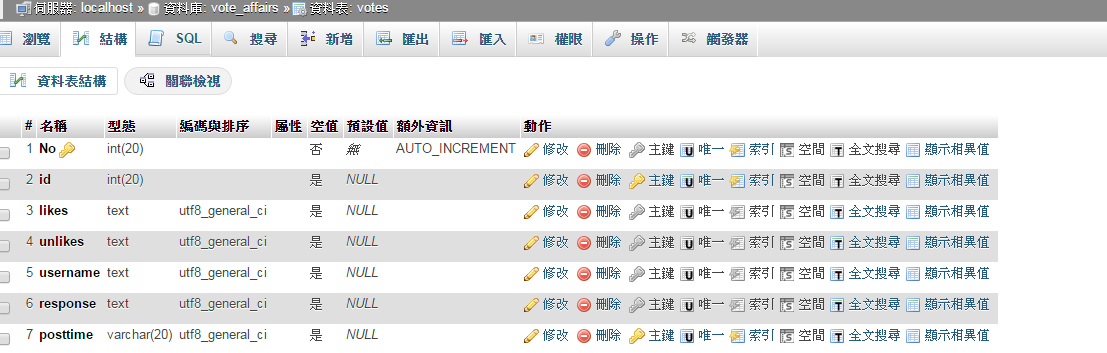 伺服器: localhost » 資料庫: vote_affairs » 資料表: votes
瀏覽 結構 SQL 搜尋 新增 匯出 匯入 權限 操作 觸發器
資料表結構 關聯檢視
# 名稱 型態 編碼與排序 屬性 空值 預設值 額外資訊 動作
1 No int(20) 否 無 AUTO_INCREMENT 修改 刪除 主鍵 唯一 索引 空間 全文搜尋 顯示相異值
2 id int(20) 是 NULL 修改 刪除 主鍵 唯一 索引 空間 全文搜尋 顯示相異值
3 likes text utf8_general_ci 是 NULL 修改 刪除 主鍵 唯一 索引 空間 全文搜尋 顯示相異值
4 unlikes text utf8_general_ci 是 NULL 修改 刪除 主鍵 唯一 索引 空間 全文搜尋 顯示相異值
5 username text utf8_general_ci 是 NULL 修改 刪除 主鍵 唯一 索引 空間 全文搜尋 顯示相異值
6 response text utf8_general_ci 是 NULL 修改 刪除 主鍵 唯一 索引 空間 全文搜尋 顯示相異值
7 posttime varchar(20) utf8_general_ci 是 NULL 修改 刪除 主鍵 唯一 索引 空間 全文搜尋 顯示相異值